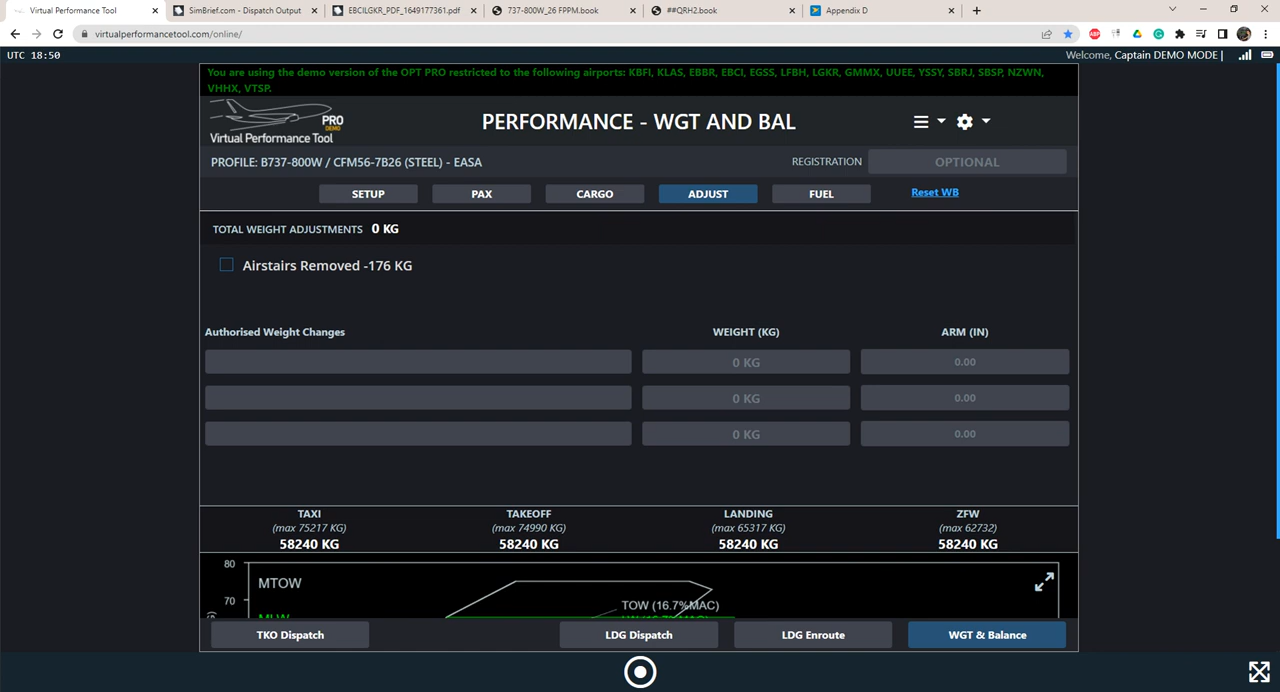 Virtual Performance Tool
SimBrief.com - Dispatch Output
EBCILGKR_PDF_1649177361.pdf
737-800W_26 FPPM.book
##QRH2.book
Appendix D
virtualperformancetool.com/online/
UTC 18:50
Welcome, Captain DEMO MODE |
You are using the demo version of the OPT PRO restricted to the following airports: KBFI, KLAS, EBBR, EBCI, EGSS, LFBH, LGKR, GMMX, UUEE, YSSY, SBRJ, SBSP, NZWN,
VHHX, VTSP.
PRO
DEMO
Virtual Performance Tool
PERFORMANCE - WGT AND BAL
PROFILE: B737-800W / CFM56-7B26 (STEEL) - EASA
REGISTRATION
OPTIONAL
SETUP
PAX
CARGO
ADJUST
FUEL
Reset WB
TOTAL WEIGHT ADJUSTMENTS 0 KG
Airstairs Removed -176 KG
Authorised Weight Changes
WEIGHT (KG)
ARM (IN)
0 KG
0.00
0 KG
0.00
0 KG
0.00
TAXI
(max 75217 KG)
58240 KG
TAKEOFF
(max 74990 KG)
58240 KG
LANDING
(max 65317 KG)
58240 KG
ZFW
(max 62732)
58240 KG
80
MTOW
70
TOW (16.7%MAC)
TKO Dispatch
LDG Dispatch
LDG Enroute
WGT & Balance